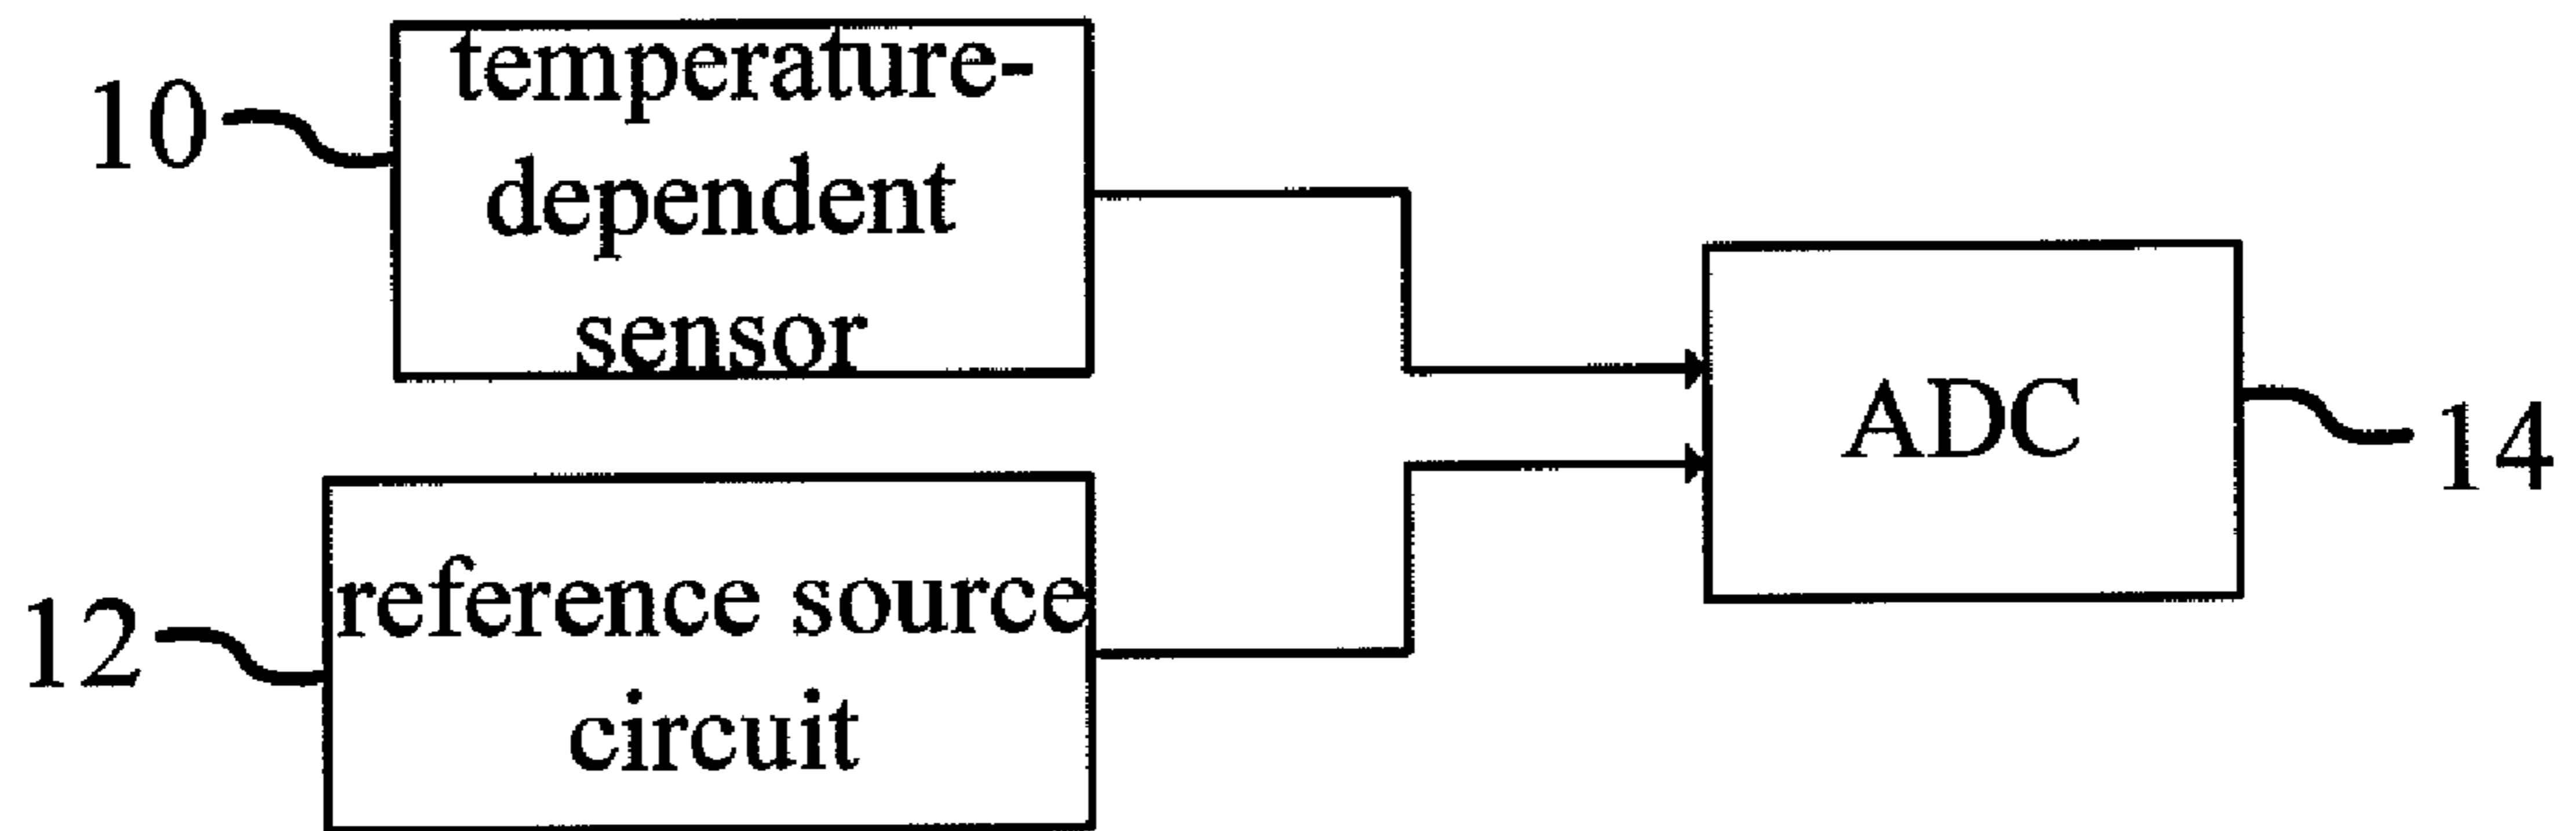 10
temperature-
dependent
sensor
ADC
14
12
reference source
circuit